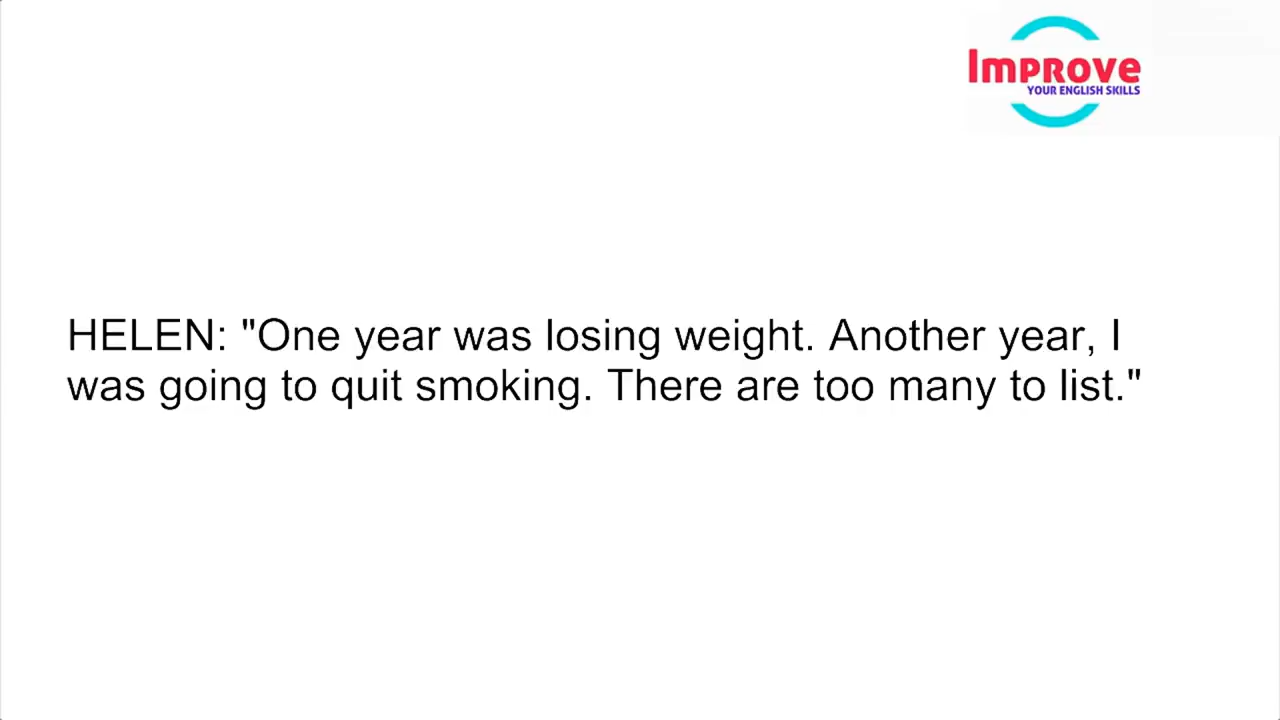 Improve
YOUR ENGLISH SKILLS
HELEN: "One year was losing weight. Another year, I
was going to quit smoking. There are too many to list."